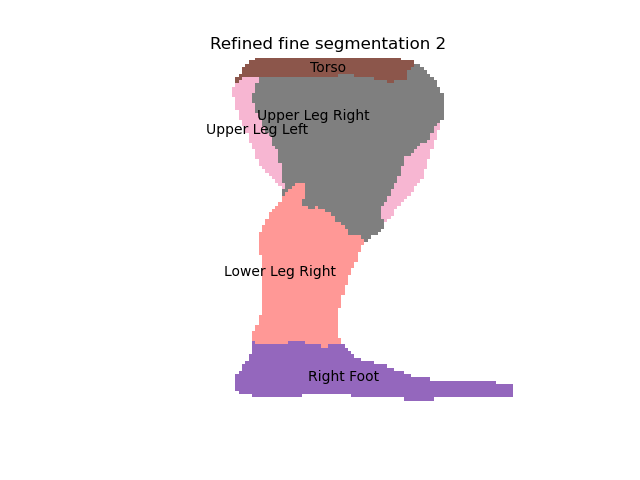 Refined fine segmentation 2
Torso
Upper Leg Right
Upper Leg Left
Lower Leg Right
Right Foot